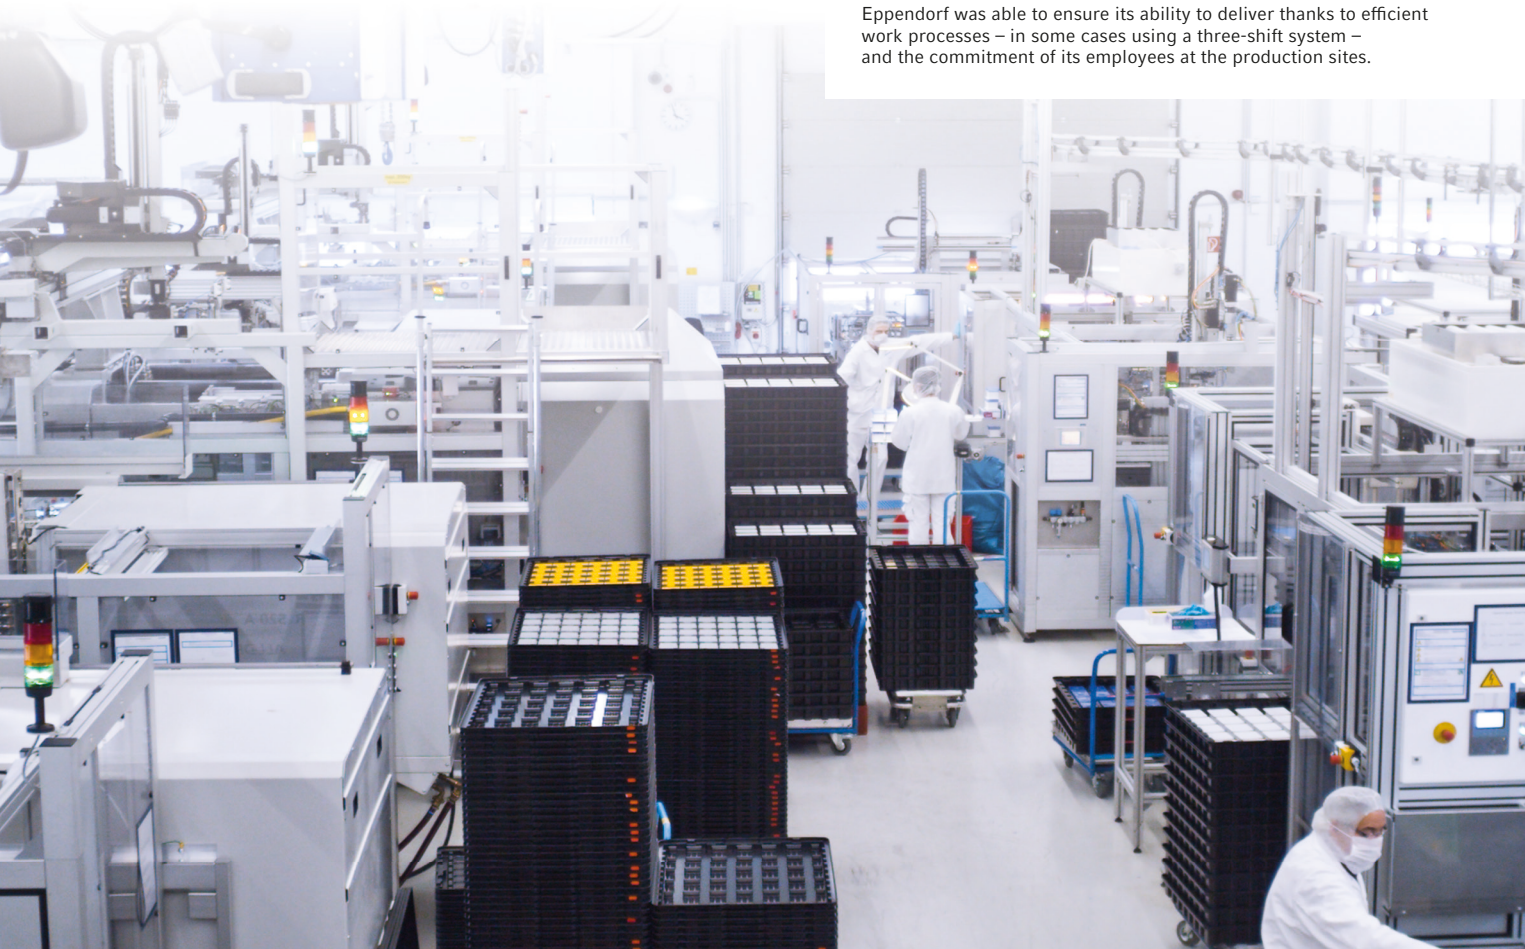 Eppendorf was able to ensure its ability to deliver thanks to efficient
work processes – in some cases using a three-shift system –
and the commitment of its employees at the production sites.